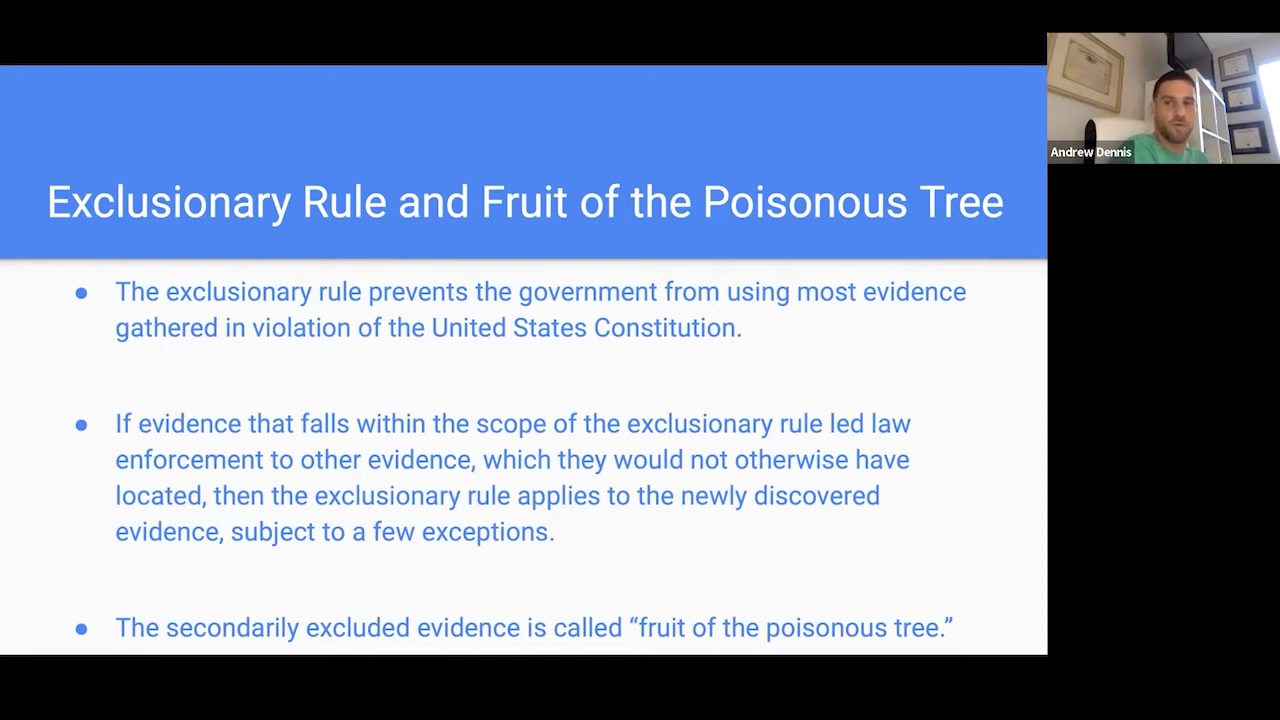 Exclusionary Rule and Fruit of the Poisonous Tree
● The exclusionary rule prevents the government from using most evidence
gathered in violation of the United States Constitution.
● If evidence that falls within the scope of the exclusionary rule led law
enforcement to other evidence, which they would not otherwise have
located, then the exclusionary rule applies to the newly discovered
evidence, subject to a few exceptions.
● The secondarily excluded evidence is called “fruit of the poisonous tree.”
Andrew Dennis